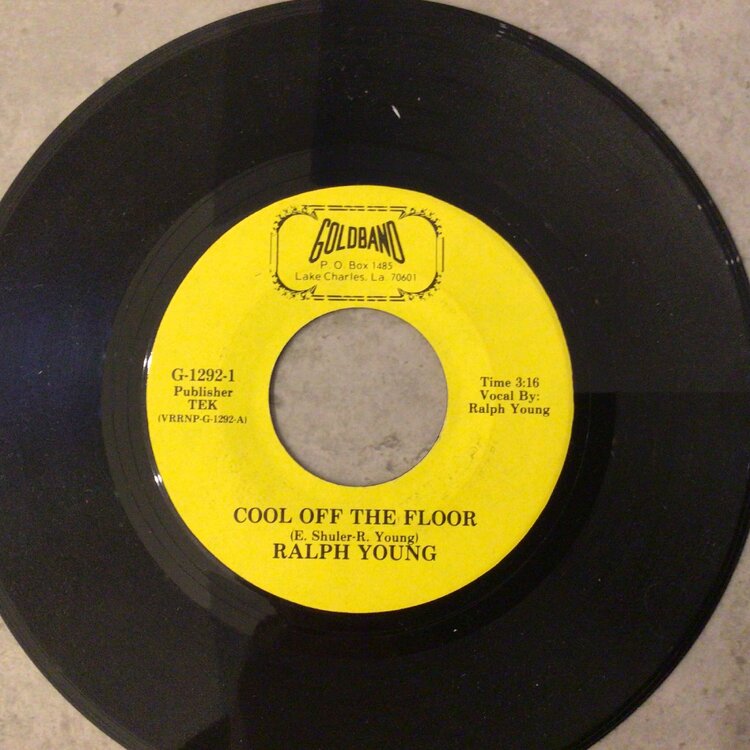 GOLDBAND
P. O. Box 1485
Lake Charles, La. 70601
G-1292-1
Publisher
TEK
(VRRNP-G-1292-A)
Time 3:16
Vocal By:
Ralph Young
COOL OFF THE FLOOR
(E. Shuler-R. Young)
RALPH YOUNG